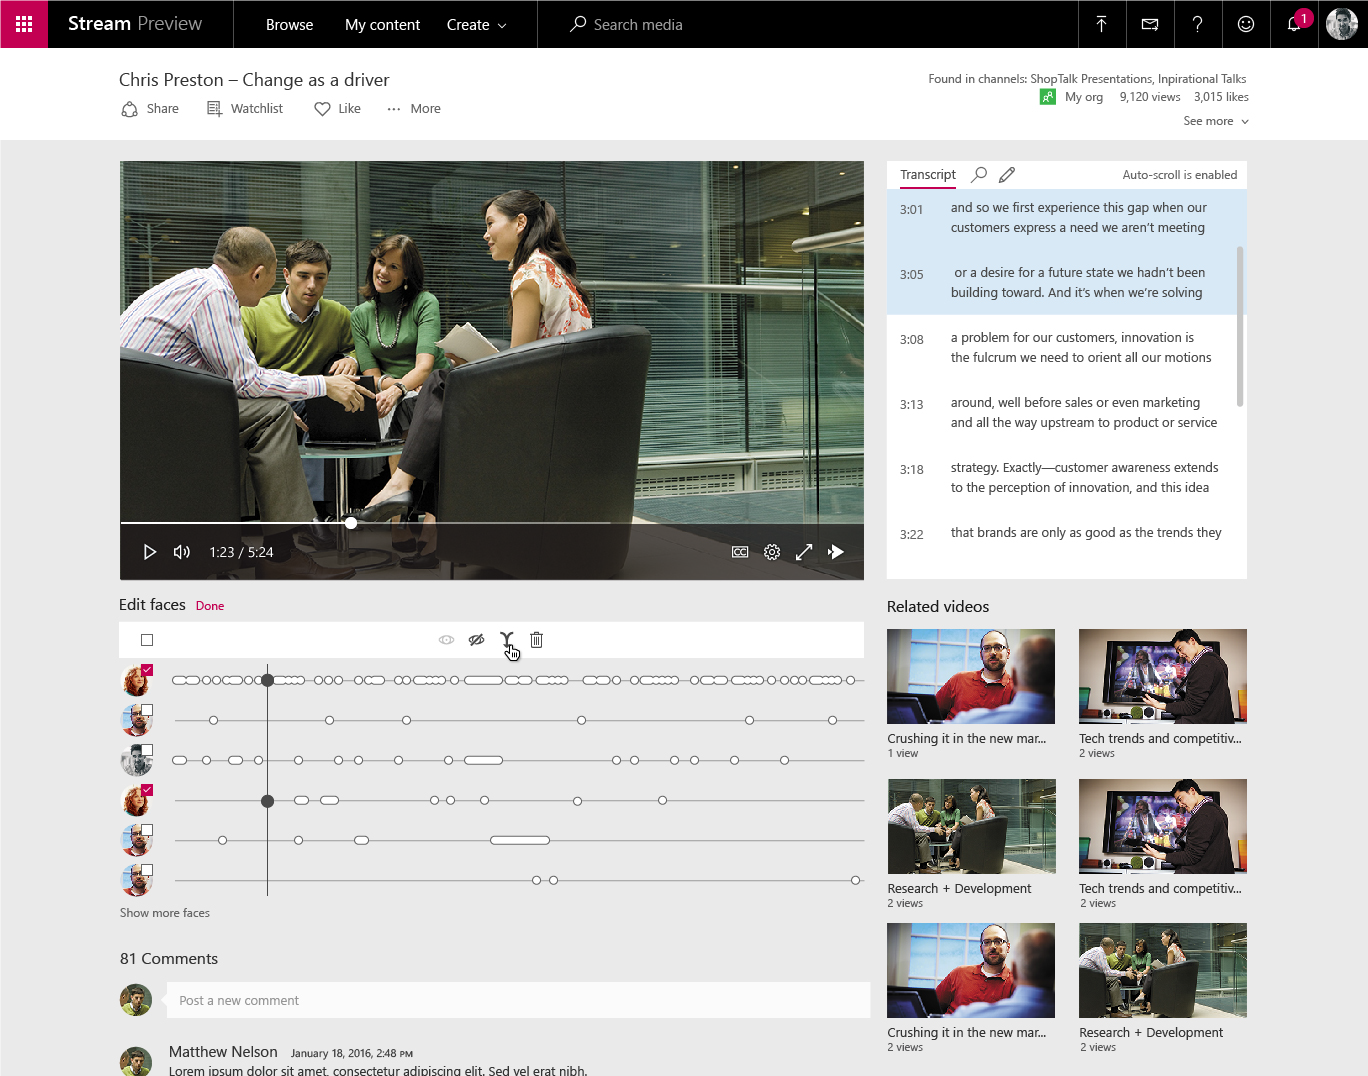 Stream Preview
Browse
My content
Create
Search media
1
Chris Preston – Change as a driver
Share
Watchlist
Like
More
Found in channels: ShopTalk Presentations, Inpirational Talks
My org 9,120 views 3,015 likes
See more
1:23 / 5:24
CC
Transcript
Auto-scroll is enabled
3:01
and so we first experience this gap when our
customers express a need we aren't meeting
3:05
or a desire for a future state we hadn't been
building toward. And it's when we're solving
3:08
a problem for our customers, innovation is
the fulcrum we need to orient all our motions
3:13
around, well before sales or even marketing
and all the way upstream to product or service
3:18
strategy. Exactly—customer awareness extends
to the perception of innovation, and this idea
3:22
that brands are only as good as the trends they
Edit faces Done
Show more faces
81 Comments
Post a new comment
Matthew Nelson January 18, 2016, 2:48 PM
Lorem ipsum dolor sit amet, consectetur adipiscing elit. Sed vel erat nibh.
Related videos
Crushing it in the new mar...
1 view
Tech trends and competitiv...
2 views
Research + Development
2 views
Tech trends and competitiv...
2 views
Crushing it in the new mar...
2 views
Research + Development
2 views